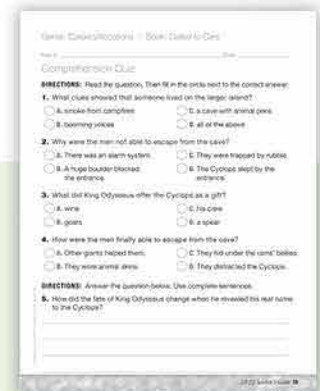 Comprehension Quiz
DIRECTIONS: Read the question. Then fill in the circle next to the correct answer.
1. What clues showed that someone lived on the larger island?
A. smoke from campfires C. a cave with animal pens
B. booming voices D. all of the above
2. Why were the men not able to escape from the cave?
A. There was an alarm system. C. They were trapped by rubble.
B. A huge boulder blocked D. The Cyclops slept by the
the entrance. entrance.
3. What did King Odysseus offer the Cyclops as a gift?
A. wine C. his crew
B. goats D. a spear
4. How were the men finally able to escape from the cave?
A. Other giants helped them. C. They hid under the rams' bellies.
B. They wore animal skins. D. They distracted the Cyclops.
DIRECTIONS: Answer the question below. Use complete sentences.
5. How did the fate of King Odysseus change when he revealed his real name
to the Cyclops?